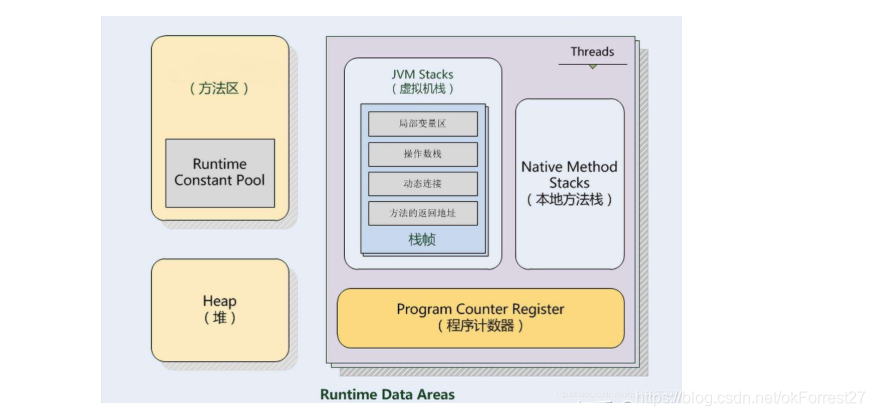 （方法区）
Runtime
Constant Pool
Heap
（堆）
Threads
JVM Stacks
（虚拟机栈）
局部变量区
操作数栈
动态连接
方法的返回地址
栈帧
Native Method
Stacks
（本地方法栈）
Program Counter Register
（程序计数器）
Runtime Data Areas
https://blog.csdn.net/okForrest27